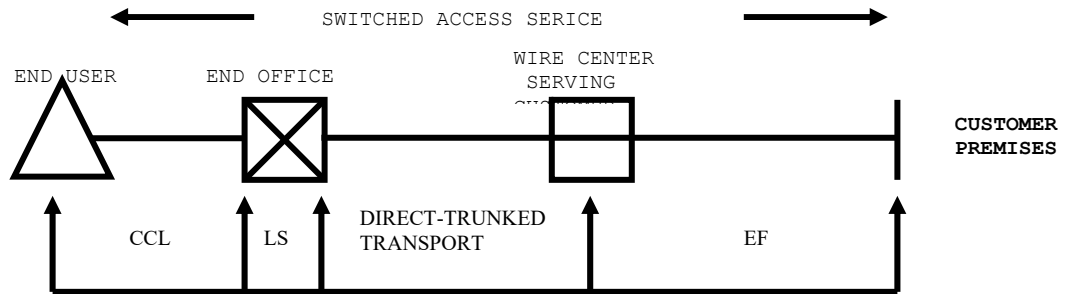 SWITCHED ACCESS SERICE
WIRE CENTER
END USER
END OFFICE
SERVING
CUSTOMER
PREMISES
DIRECT-TRUNKED
TRANSPORT
CCL
LS
EF